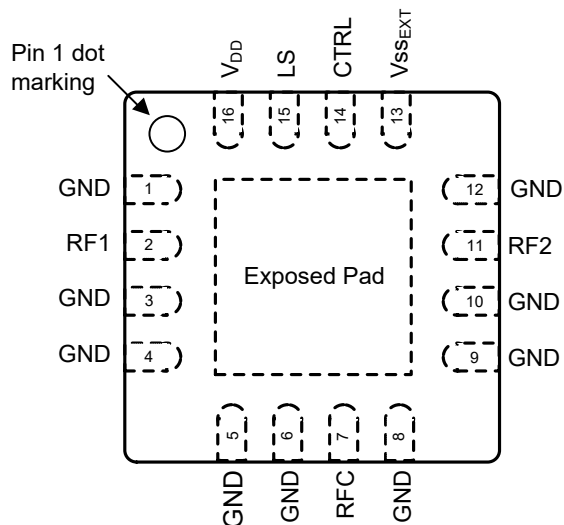 Pin 1 dot
marking
VDD
LS
CTRL
VssEXT
16
15
14
13
GND 1
12 GND
RF1 2
11 RF2
Exposed Pad
GND 3
10 GND
GND 4
9 GND
5
6
7
8
GND
GND
RFC
GND